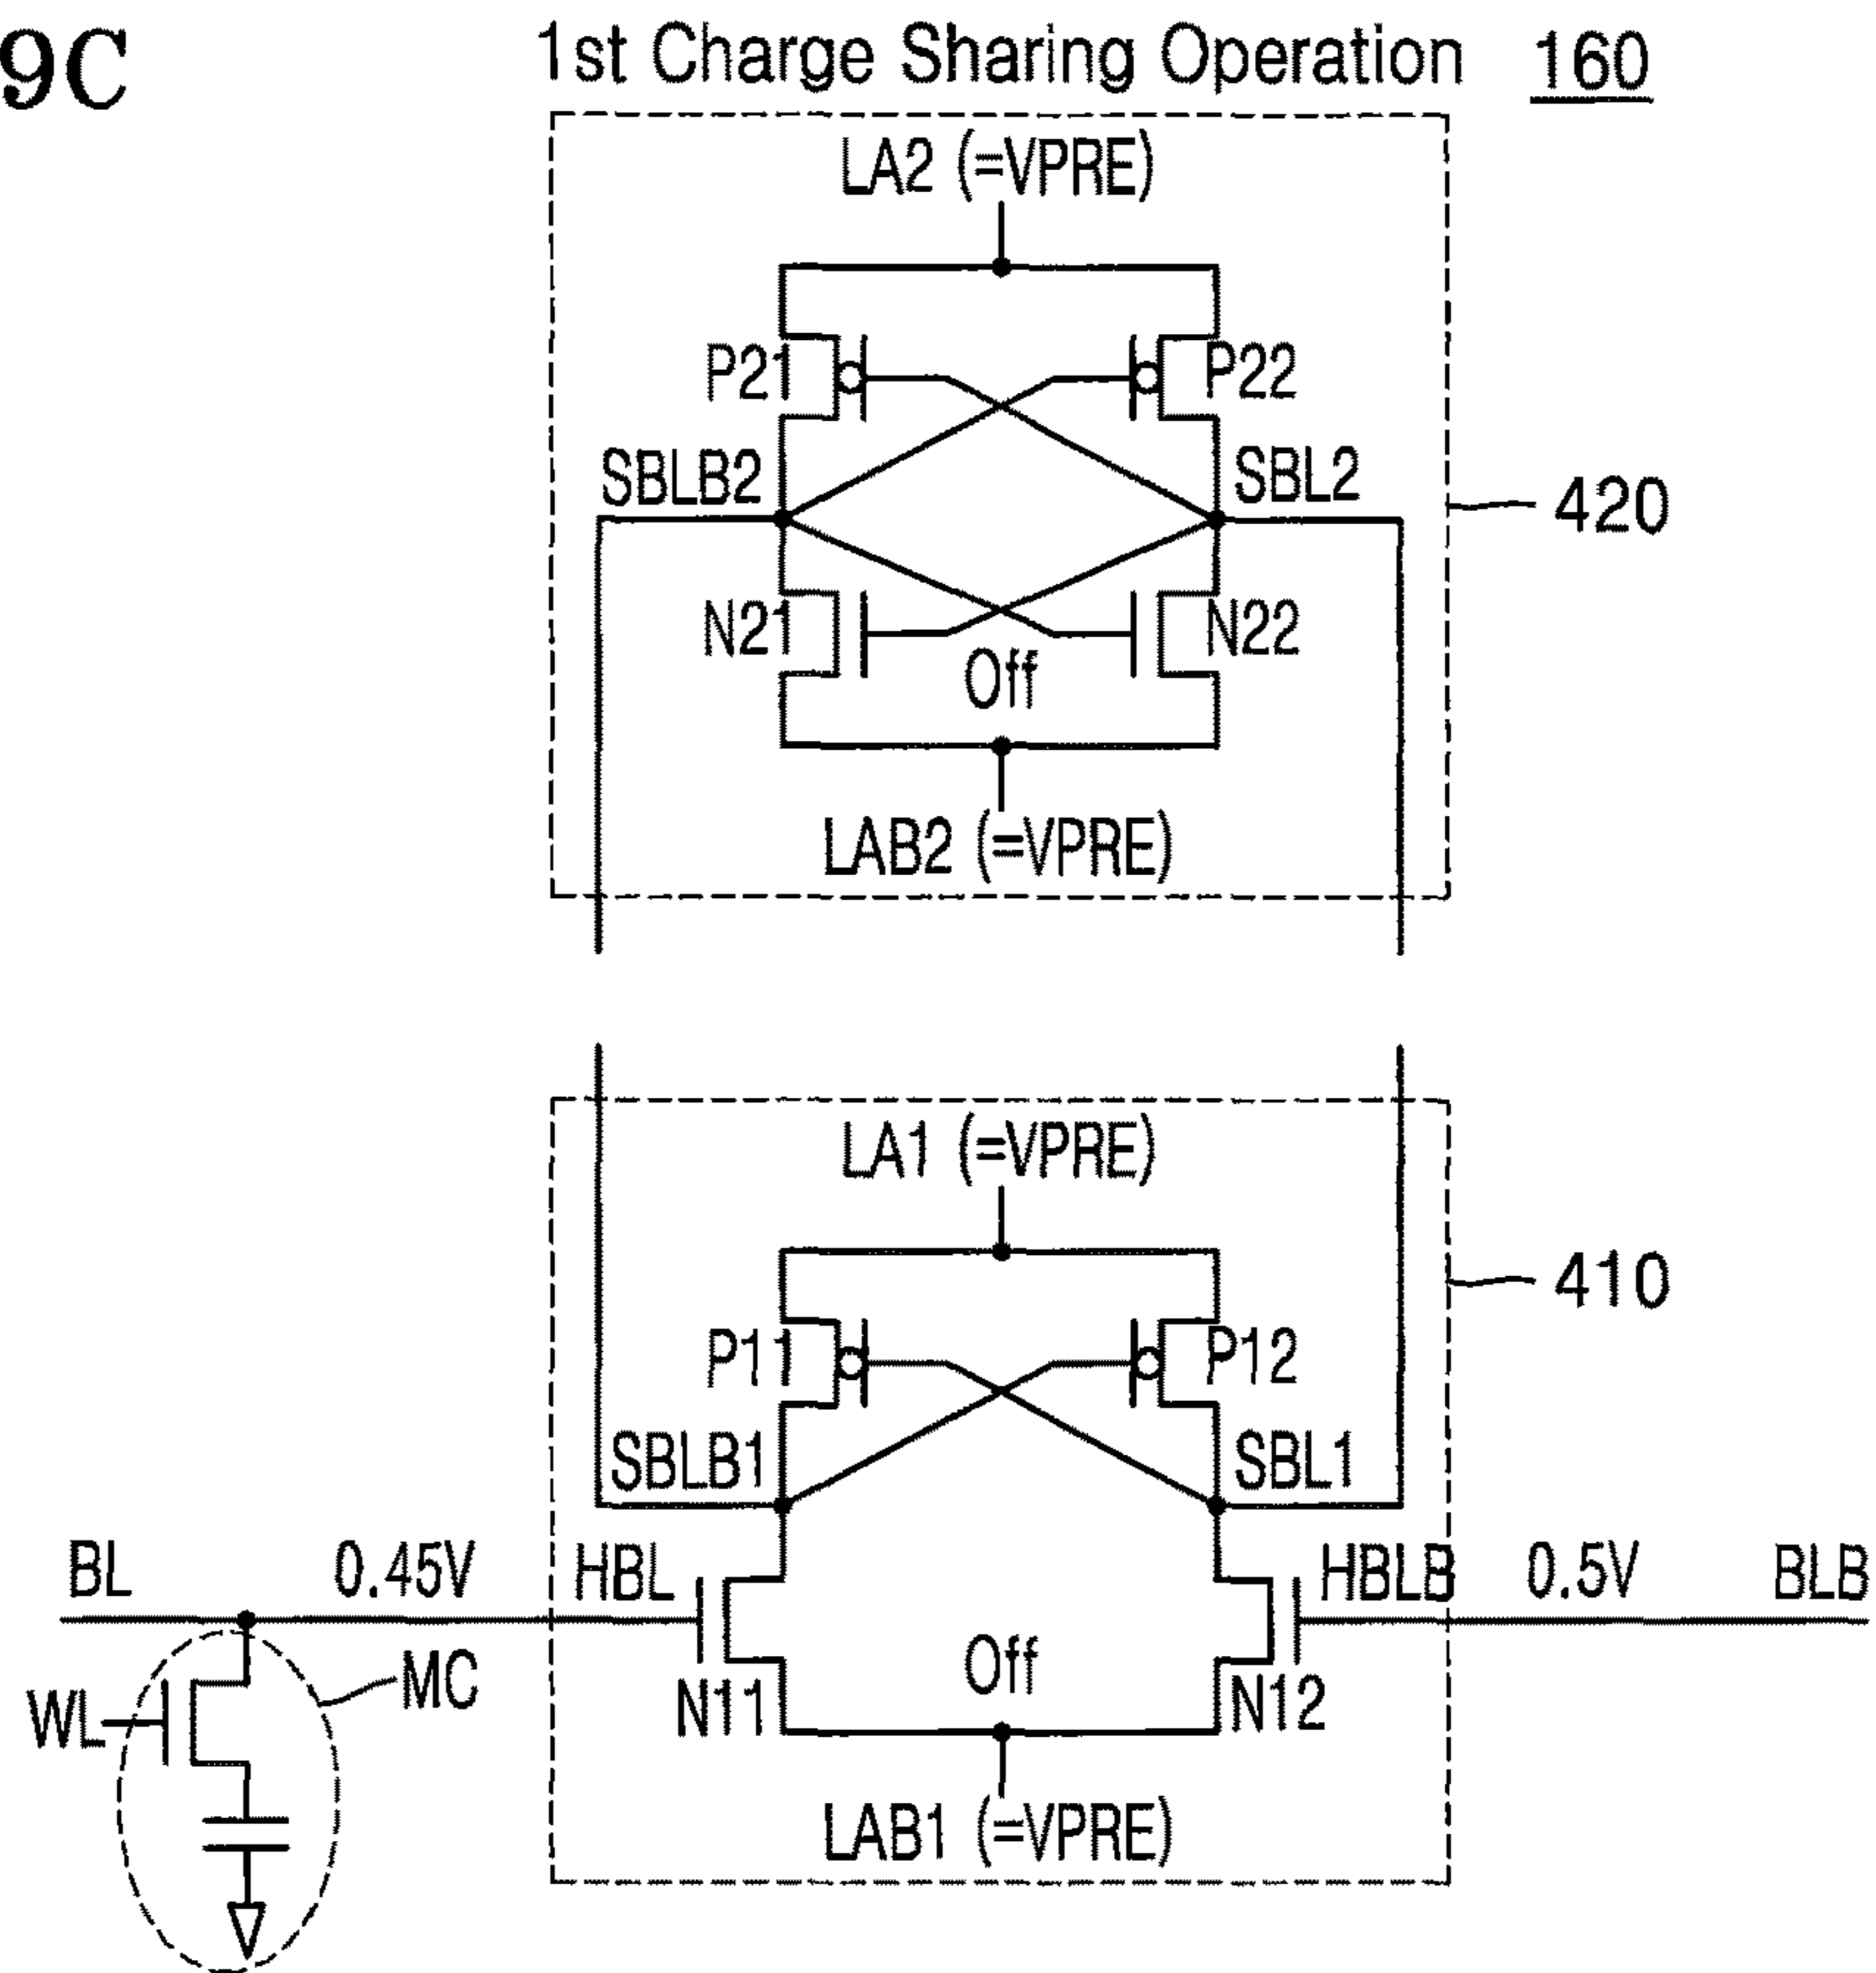 9C
1st Charge Sharing Operation 160
LA2 (=VPRE)
P21
P22
SBLB2
SBL2
420
N21
N22
Off
LAB2 (=VPRE)
LA1 (=VPRE)
410
P11
P12
SBLB1
SBL1
BL
0.45V
HBL
HBLB
0.5V
BLB
Off
MC
WL
N11
N12
LAB1 (=VPRE)